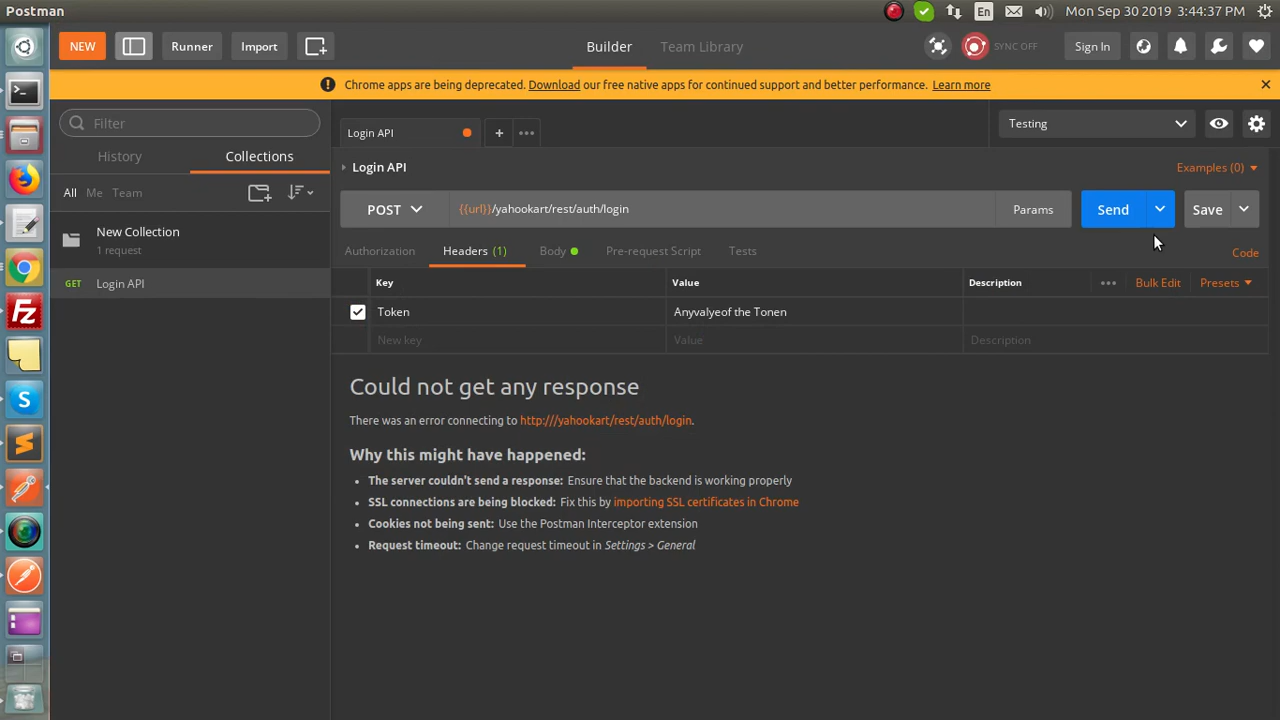 Postman
En
Mon Sep 30 2019 3:44:37 PM
NEW
Runner
Import
Builder
Team Library
SYNC OFF
Sign In
Chrome apps are being deprecated. Download our free native apps for continued support and better performance. Learn more
Filter
History
Collections
All Me Team
New Collection
1 request
GET Login API
Login API
Testing
Login API
Examples (0)
POST
{{url}}/yahookart/rest/auth/login
Params
Send
Save
Authorization
Headers (1)
Body
Pre-request Script
Tests
Code
Key Value Description
Bulk Edit
Presets
Token Anyvalyeof the Tonen
New key Value Description
Could not get any response
There was an error connecting to http:///yahookart/rest/auth/login.
Why this might have happened:
The server couldn't send a response: Ensure that the backend is working properly
SSL connections are being blocked: Fix this by importing SSL certificates in Chrome
Cookies not being sent: Use the Postman Interceptor extension
Request timeout: Change request timeout in Settings > General